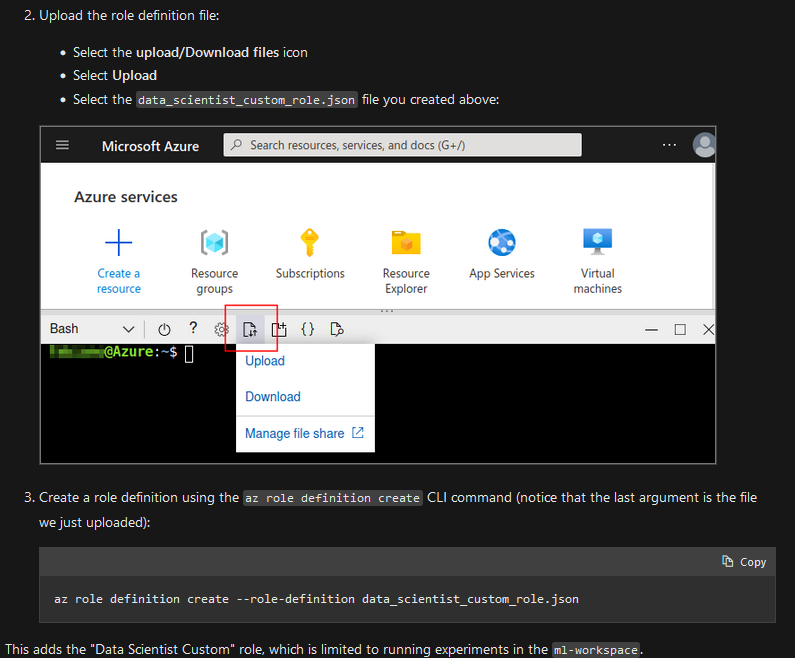 2. Upload the role definition file:
• Select the upload/Download files icon
• Select Upload
• Select the data_scientist_custom_role.json file you created above:
Microsoft Azure Search resources, services, and docs (G+/) ...
Azure services
Create a resource
Resource groups
Subscriptions
Resource Explorer
App Services
Virtual machines
Bash ? { }
@Azure:~$
Upload
Download
Manage file share
3. Create a role definition using the az role definition create CLI command (notice that the last argument is the file
we just uploaded):
Copy
az role definition create --role-definition data_scientist_custom_role.json
This adds the "Data Scientist Custom" role, which is limited to running experiments in the ml-workspace.